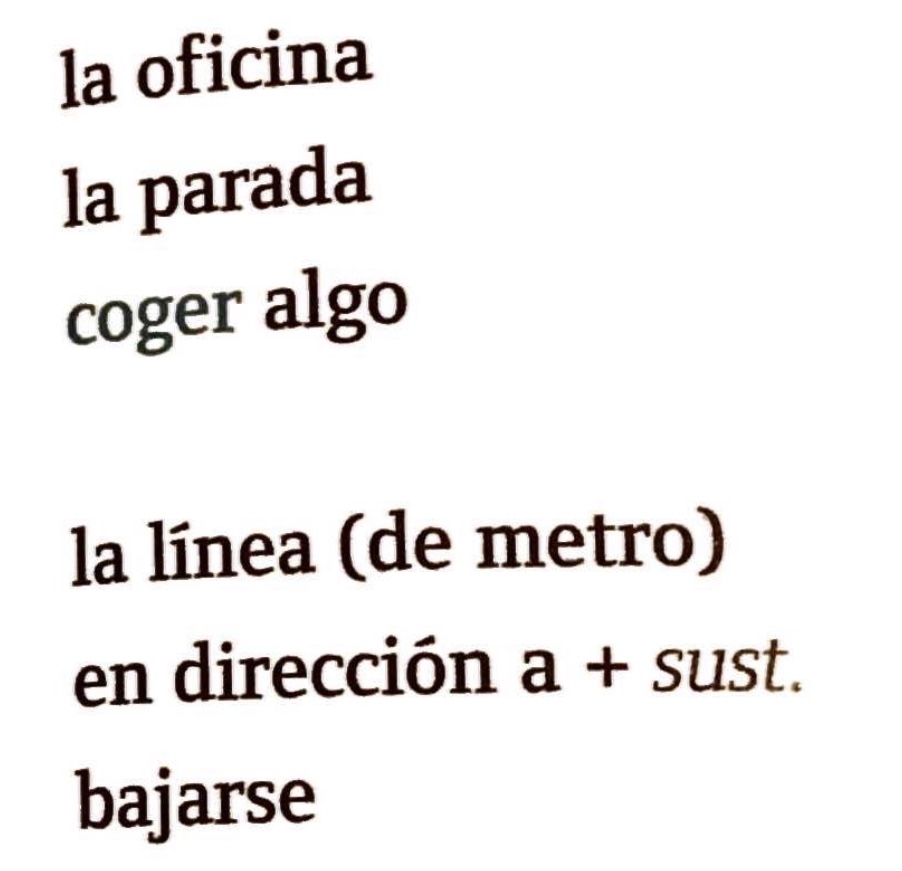 la oficina
la parada
coger algo
la línea (de metro)
en dirección a + sust.
bajarse